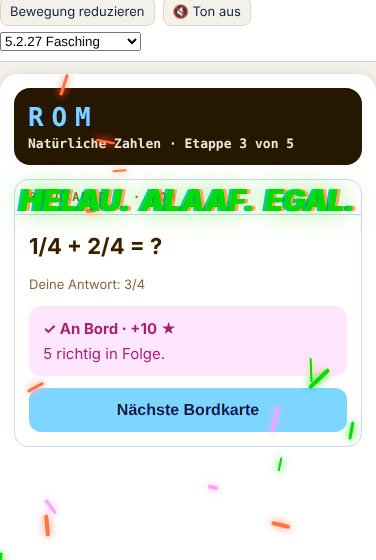 Bewegung reduzieren
🔇 Ton aus
5.2.27 Fasching
ROM
Natürliche Zahlen · Etappe 3 von 5
HELAU. ALAAF. EGAL.
1/4 + 2/4 = ?
Deine Antwort: 3/4
✓ An Bord · +10 ★
5 richtig in Folge.
Nächste Bordkarte